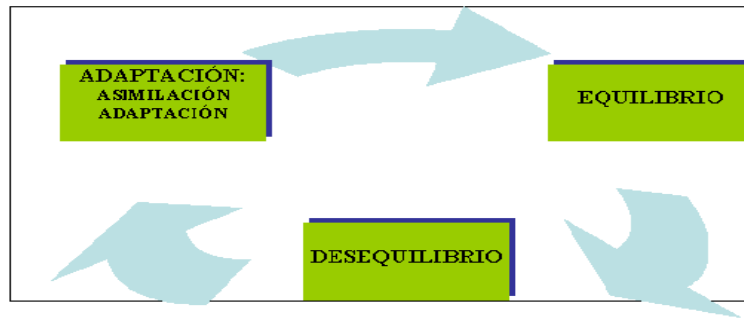 ADAPTACIÓN:
ASIMILACIÓN
ADAPTACIÓN
EQUILIBRIO
DESEQUILIBRIO